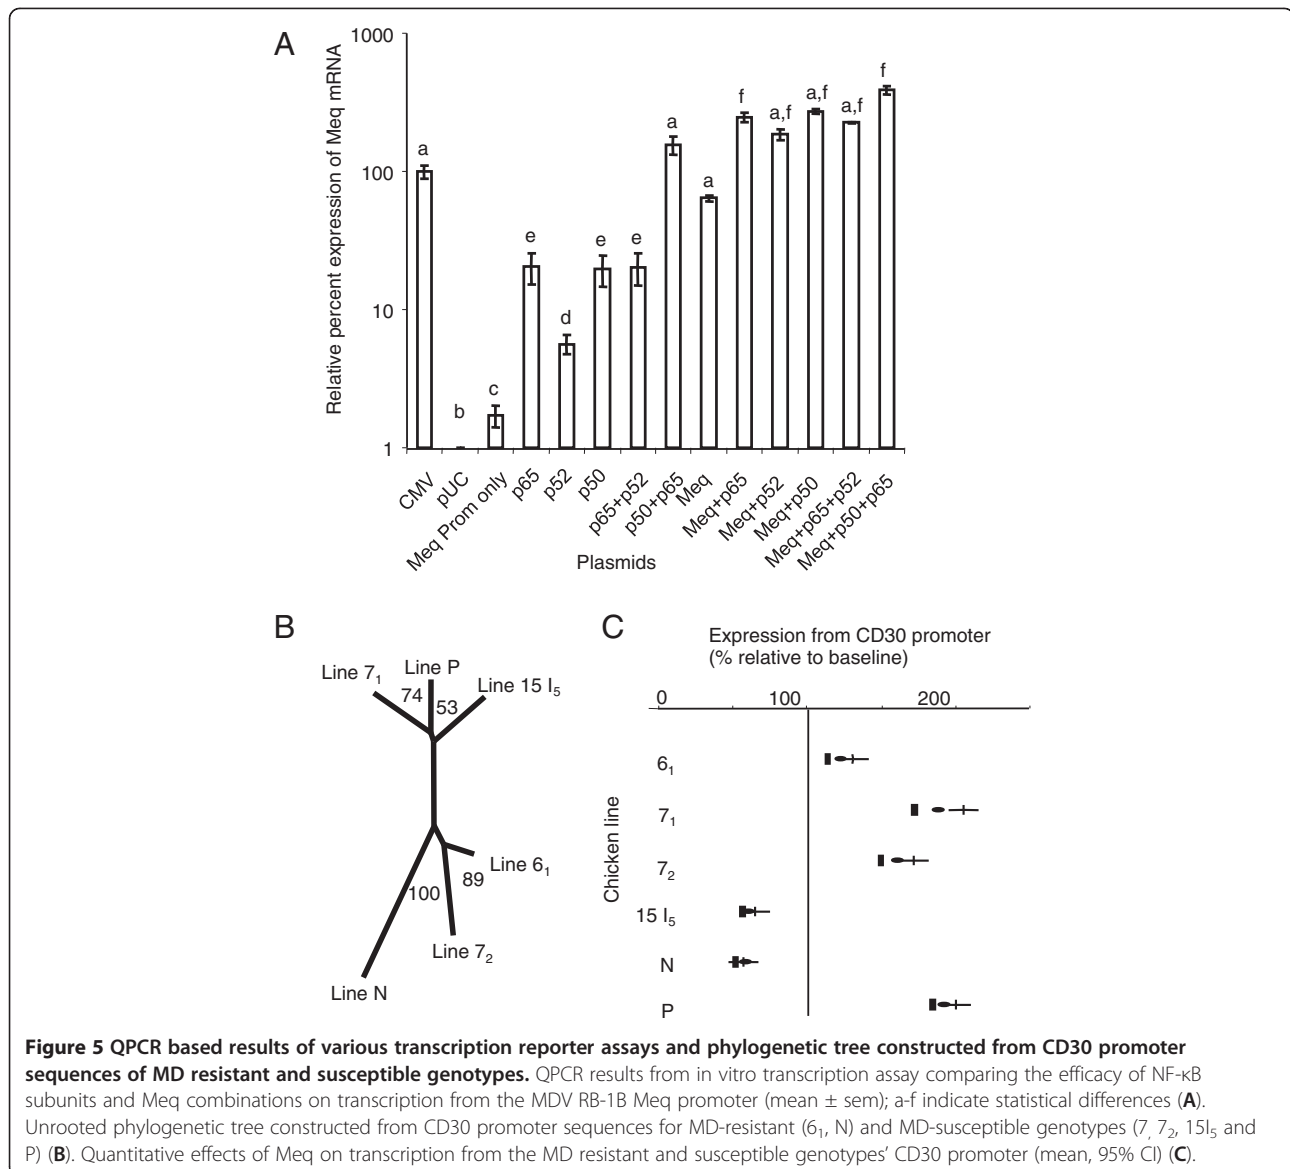 A
Relative percent expression of Meq mRNA
1000
100
10
1
a
b
c
e
d
e
e
a
a
f
a,f
a,f
a,f
f
CMV
pUC
Meq Prom only
p65
p52
p50
p65+p52
p50+p65
Meq
Meq+p65
Meq+p52
Meq+p50
Meq+p65+p52
Meq+p50+p65
Plasmids
B
Line 7₁
Line P
Line 15 I₅
74
53
Line 6₁
89
100
Line 7₂
Line N
C
Expression from CD30 promoter
(% relative to baseline)
0
100
200
Chicken line
6₁
7₁
7₂
15 I₅
N
P
Figure 5 QPCR based results of various transcription reporter assays and phylogenetic tree constructed from CD30 promoter
sequences of MD resistant and susceptible genotypes. QPCR results from in vitro transcription assay comparing the efficacy of NF-κB
subunits and Meq combinations on transcription from the MDV RB-1B Meq promoter (mean ± sem); a-f indicate statistical differences (A).
Unrooted phylogenetic tree constructed from CD30 promoter sequences for MD-resistant (6₁, N) and MD-susceptible genotypes (7, 7₂, 15I₅ and
P) (B). Quantitative effects of Meq on transcription from the MD resistant and susceptible genotypes' CD30 promoter (mean, 95% CI) (C).